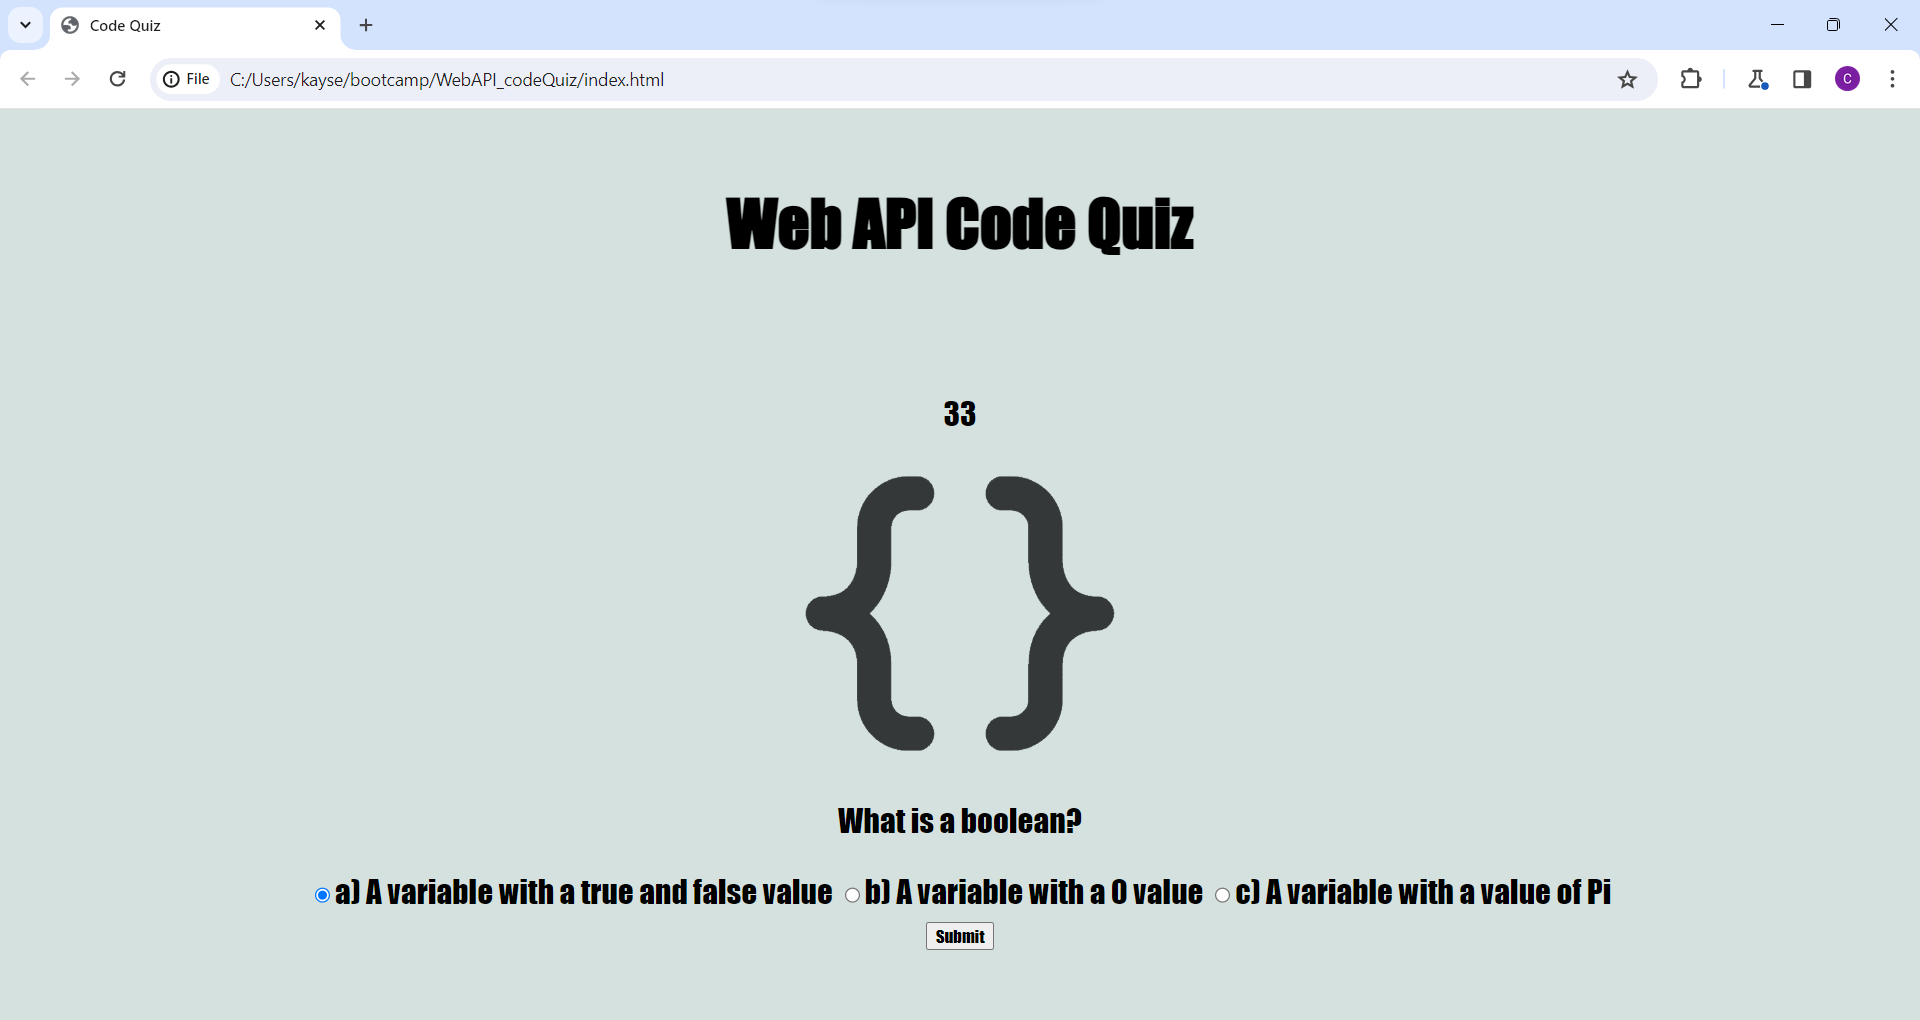 Code Quiz
File C:/Users/kayse/bootcamp/WebAPI_codeQuiz/index.html
C
Web API Code Quiz
33
{ }
What is a boolean?
a) A variable with a true and false value b) A variable with a 0 value c) A variable with a value of Pi
Submit